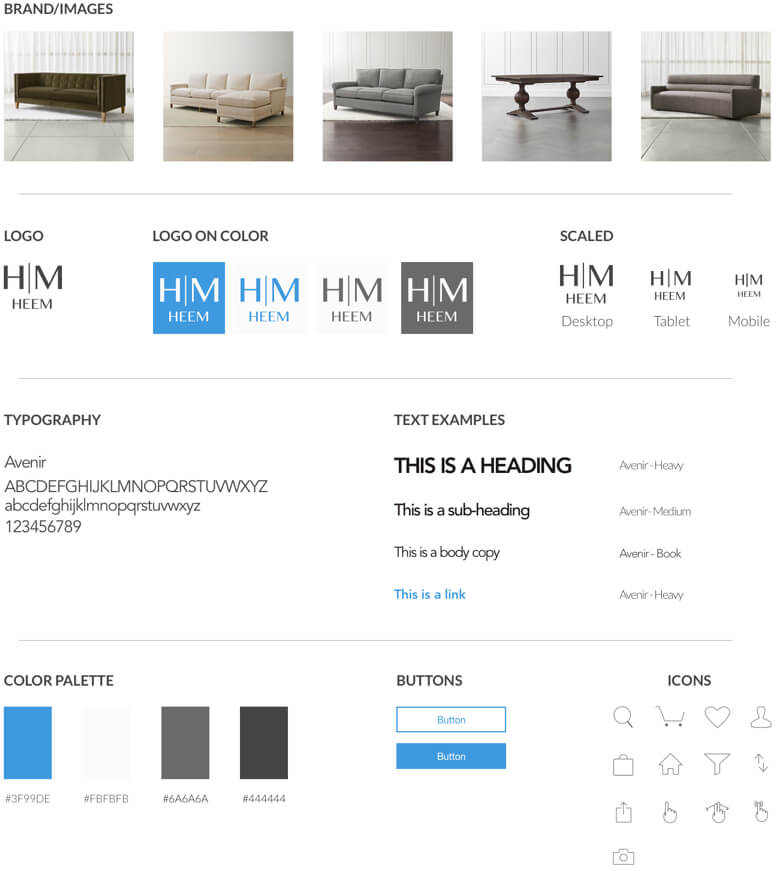 BRAND/IMAGES
LOGO
LOGO ON COLOR
SCALED
H|M
HEEM
H|M
HEEM
H|M
HEEM
H|M
HEEM
H|M
HEEM
H|M
HEEM
Desktop
H|M
HEEM
Tablet
H|M
HEEM
Mobile
TYPOGRAPHY
Avenir
ABCDEFGHIJKLMNOPQRSTUVWXYZ
abcdefghijklmnopqrstuvwxyz
123456789
TEXT EXAMPLES
THIS IS A HEADING
Avenir-Heavy
This is a sub-heading
Avenir-Medium
This is a body copy
Avenir - Book
This is a link
Avenir-Heavy
COLOR PALETTE
#3F99DE
#FBFBFB
#6A6A6A
#444444
BUTTONS
Button
Button
ICONS